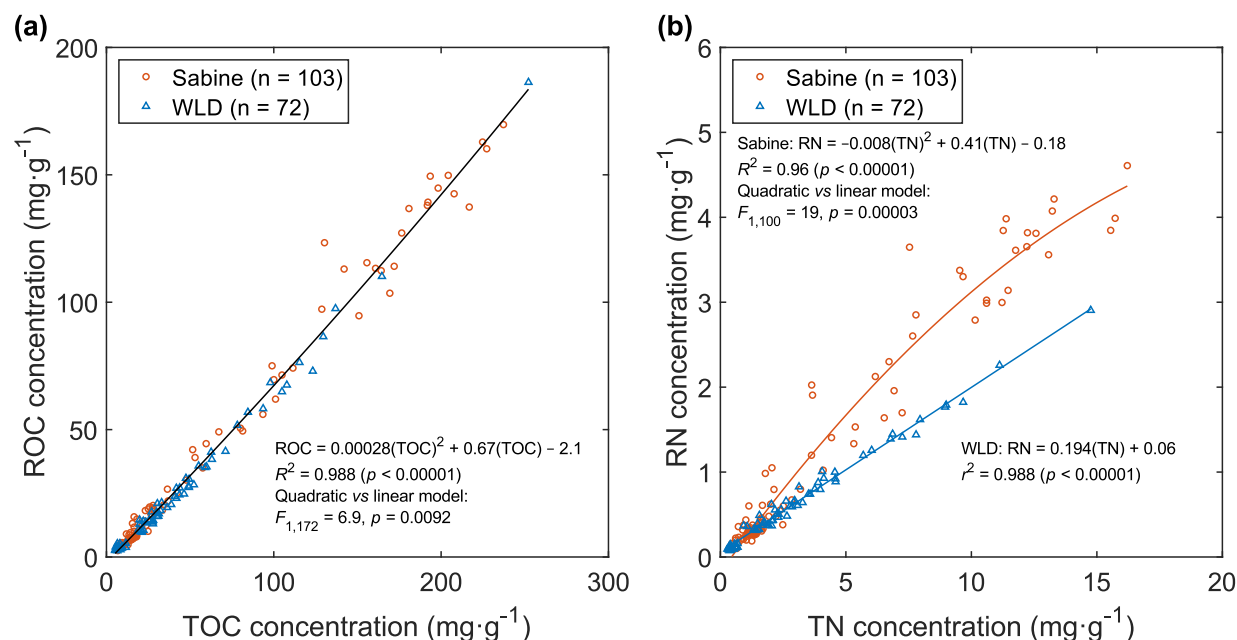 (a)
200
150
100
50
0
0 100 200 300
ROC concentration (mg·g⁻¹)
TOC concentration (mg·g⁻¹)
Sabine (n = 103)
WLD (n = 72)
ROC = 0.00028(TOC)² + 0.67(TOC) – 2.1
R² = 0.988 (p < 0.00001)
Quadratic vs linear model:
F₁,₁₇₂ = 6.9, p = 0.0092
(b)
6
5
4
3
2
1
0
0 5 10 15 20
RN concentration (mg·g⁻¹)
TN concentration (mg·g⁻¹)
Sabine (n = 103)
WLD (n = 72)
Sabine: RN = –0.008(TN)² + 0.41(TN) – 0.18
R² = 0.96 (p < 0.00001)
Quadratic vs linear model:
F₁,₁₀₀ = 19, p = 0.00003
WLD: RN = 0.194(TN) + 0.06
r² = 0.988 (p < 0.00001)